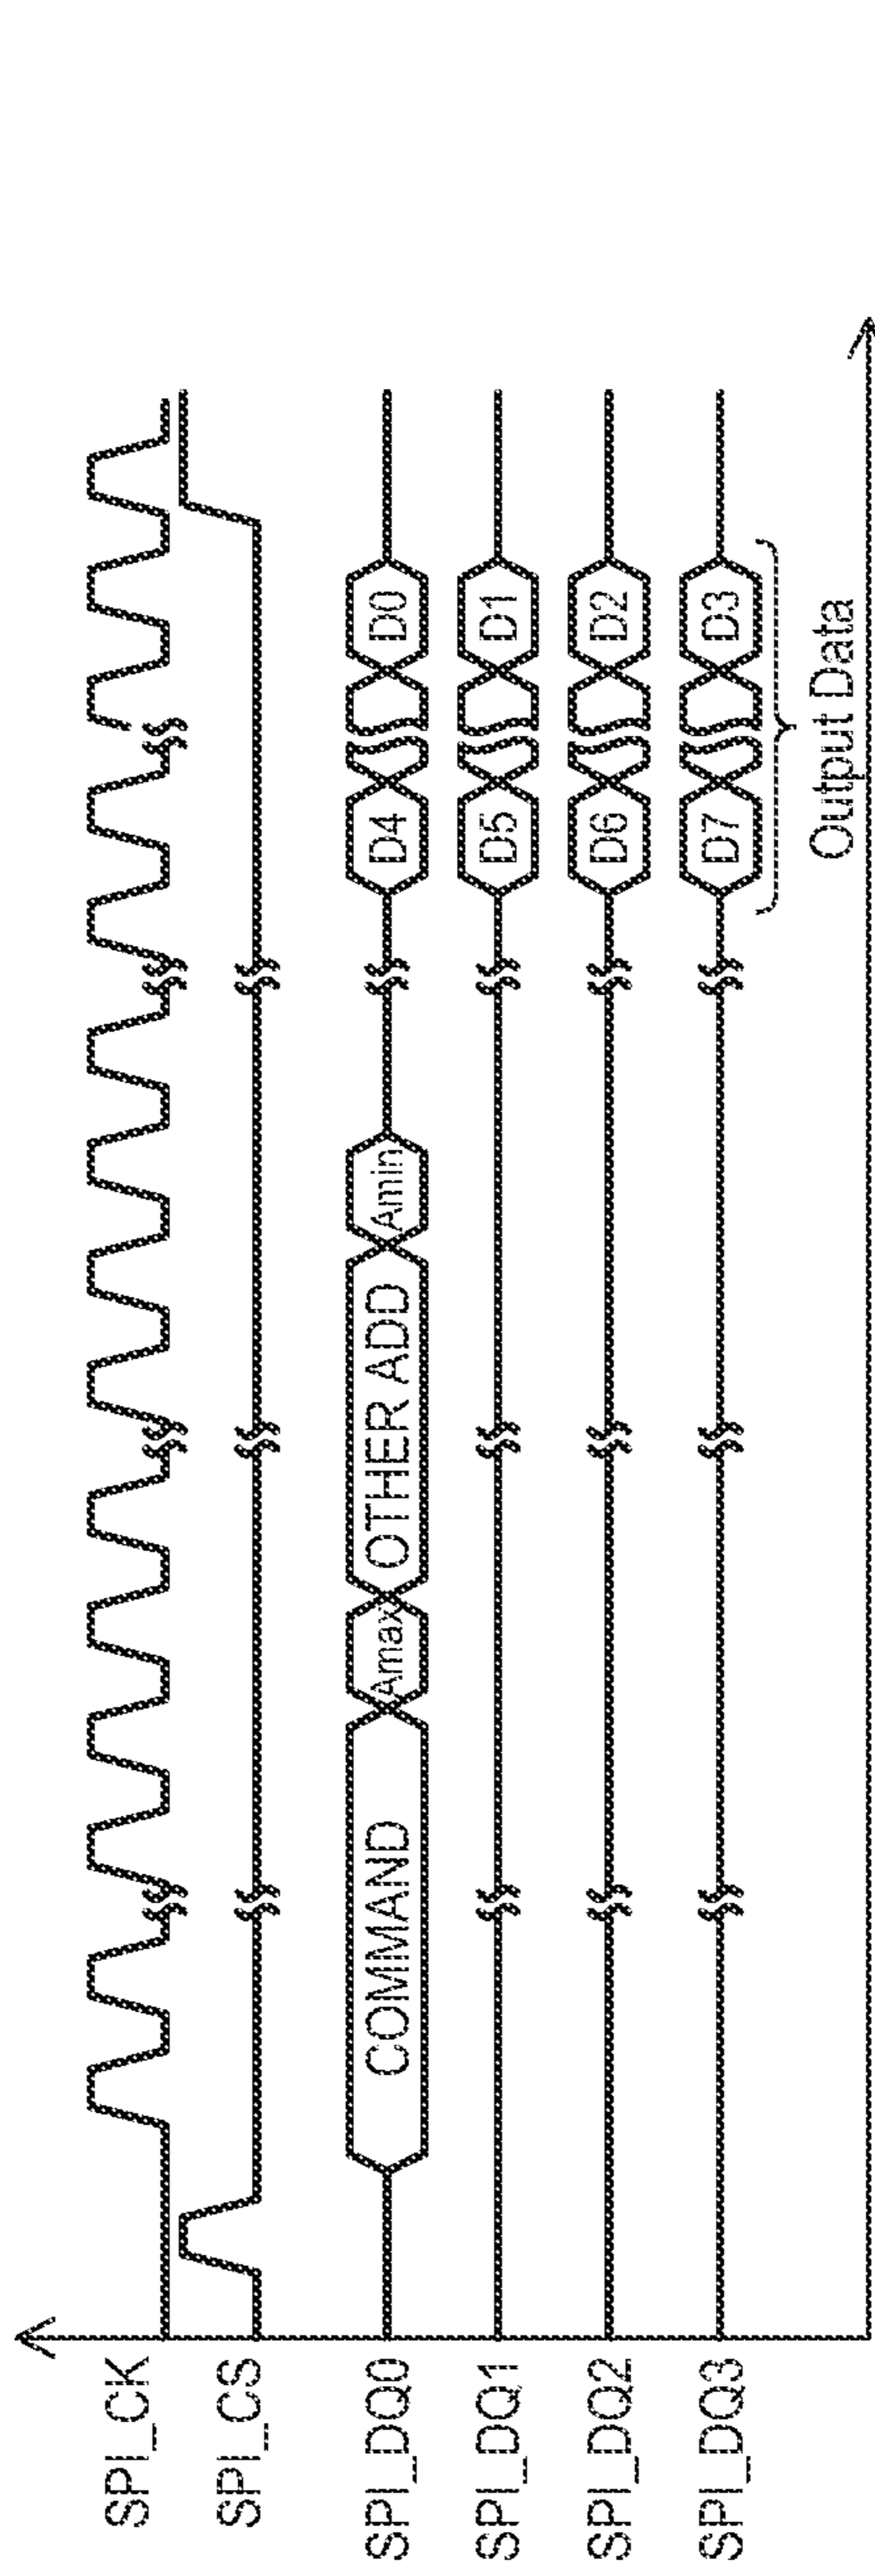 SPI_CK
SPI_CS
SPI_DQ0 COMMAND Amax OTHER ADD Amin D4 D0
SPI_DQ1 D5 D1
SPI_DQ2 D6 D2
SPI_DQ3 D7 D3
Output Data